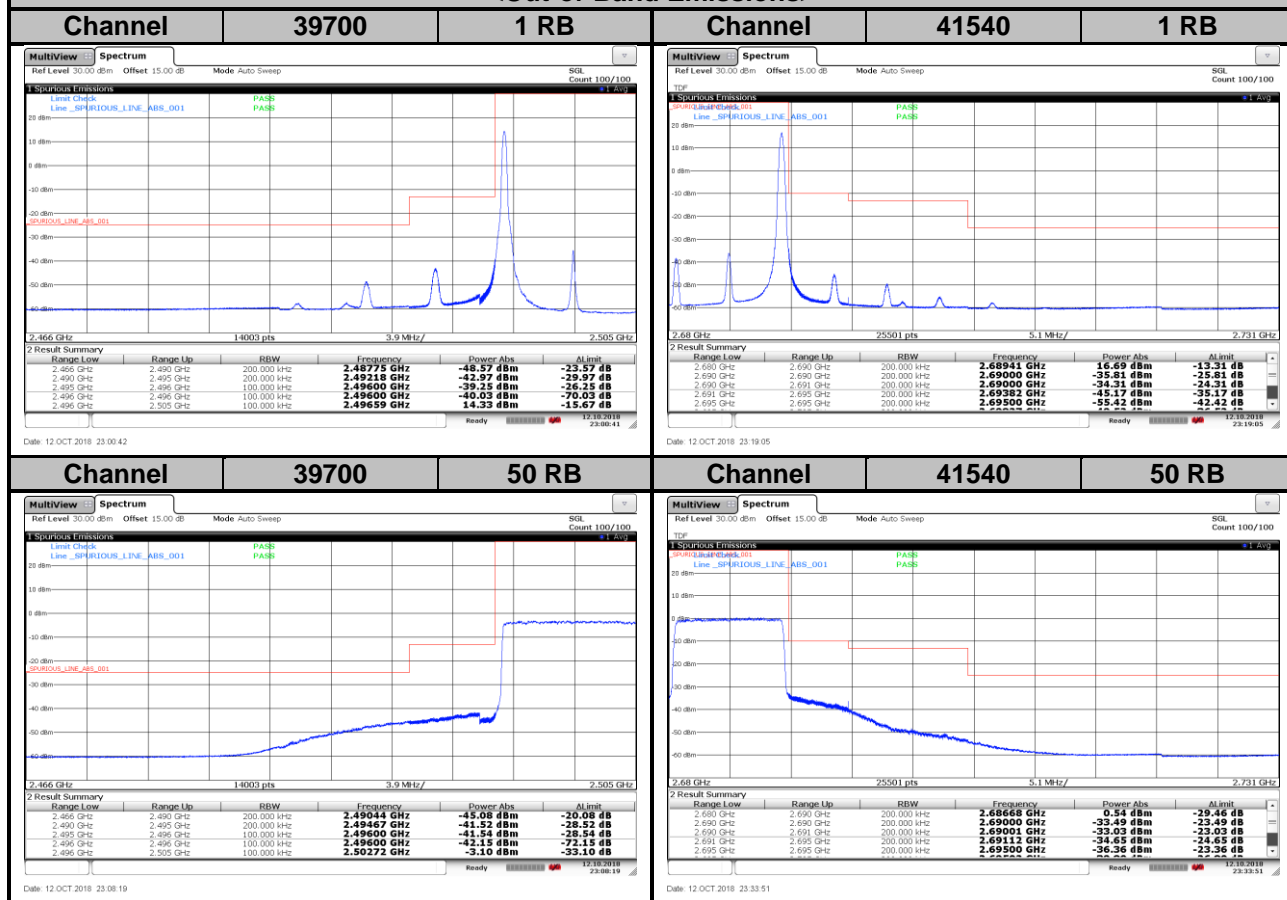 Channel 39700 1 RB Channel 41540 1 RB
MultiView Spectrum
Ref Level 30.00 dBm Offset 15.00 dB Mode Auto Sweep SGL
Count 100/100
1 Spurious Emissions 1 Avg
Limit Check PASS
Line _SPURIOUS_LINE_ABS_001 PASS
20 dBm
10 dBm
0 dBm
-10 dBm
-20 dBm
_SPURIOUS_LINE_ABS_001
-30 dBm
-40 dBm
-50 dBm
-60 dBm
2.466 GHz 14003 pts 3.9 MHz/ 2.505 GHz
2 Result Summary
Range Low Range Up RBW Frequency Power Abs ΔLimit
2.466 GHz 2.490 GHz 200.000 kHz 2.48775 GHz -48.57 dBm -23.57 dB
2.490 GHz 2.495 GHz 200.000 kHz 2.49218 GHz -42.97 dBm -29.97 dB
2.495 GHz 2.496 GHz 100.000 kHz 2.49600 GHz -39.25 dBm -26.25 dB
2.496 GHz 2.496 GHz 100.000 kHz 2.49600 GHz -40.03 dBm -70.03 dB
2.496 GHz 2.505 GHz 100.000 kHz 2.49659 GHz 14.33 dBm -15.67 dB
Ready 12.10.2018
23:00:41
Date: 12.OCT.2018 23:00:42
MultiView Spectrum
Ref Level 30.00 dBm Offset 15.00 dB Mode Auto Sweep SGL
Count 100/100
TDF
1 Spurious Emissions 1 Avg
Limit Check PASS
Line _SPURIOUS_LINE_ABS_001 PASS
20 dBm
10 dBm
0 dBm
-10 dBm
-20 dBm
-30 dBm
-40 dBm
-50 dBm
-60 dBm
2.68 GHz 25501 pts 5.1 MHz/ 2.731 GHz
2 Result Summary
Range Low Range Up RBW Frequency Power Abs ΔLimit
2.680 GHz 2.690 GHz 200.000 kHz 2.68941 GHz 16.69 dBm -13.31 dB
2.690 GHz 2.690 GHz 200.000 kHz 2.69000 GHz -35.81 dBm -25.81 dB
2.690 GHz 2.691 GHz 200.000 kHz 2.69000 GHz -34.31 dBm -24.31 dB
2.691 GHz 2.695 GHz 200.000 kHz 2.69382 GHz -45.17 dBm -35.17 dB
2.695 GHz 2.695 GHz 200.000 kHz 2.69500 GHz -55.42 dBm -42.42 dB
Ready 12.10.2018
23:19:05
Date: 12.OCT.2018 23:19:05
Channel 39700 50 RB Channel 41540 50 RB
MultiView Spectrum
Ref Level 30.00 dBm Offset 15.00 dB Mode Auto Sweep SGL
Count 100/100
1 Spurious Emissions 1 Avg
Limit Check PASS
Line _SPURIOUS_LINE_ABS_001 PASS
20 dBm
10 dBm
0 dBm
-10 dBm
-20 dBm
_SPURIOUS_LINE_ABS_001
-30 dBm
-40 dBm
-50 dBm
-60 dBm
2.466 GHz 14003 pts 3.9 MHz/ 2.505 GHz
2 Result Summary
Range Low Range Up RBW Frequency Power Abs ΔLimit
2.466 GHz 2.490 GHz 200.000 kHz 2.49044 GHz -45.08 dBm -20.08 dB
2.490 GHz 2.495 GHz 200.000 kHz 2.49467 GHz -41.52 dBm -28.52 dB
2.495 GHz 2.496 GHz 100.000 kHz 2.49600 GHz -41.54 dBm -28.54 dB
2.496 GHz 2.496 GHz 100.000 kHz 2.49600 GHz -42.15 dBm -72.15 dB
2.496 GHz 2.505 GHz 100.000 kHz 2.50272 GHz -3.10 dBm -33.10 dB
Ready 12.10.2018
23:08:19
Date: 12.OCT.2018 23:08:19
MultiView Spectrum
Ref Level 30.00 dBm Offset 15.00 dB Mode Auto Sweep SGL
Count 100/100
TDF
1 Spurious Emissions 1 Avg
Limit Check PASS
Line _SPURIOUS_LINE_ABS_001 PASS
20 dBm
10 dBm
0 dBm
-10 dBm
-20 dBm
-30 dBm
-40 dBm
-50 dBm
-60 dBm
2.68 GHz 25501 pts 5.1 MHz/ 2.731 GHz
2 Result Summary
Range Low Range Up RBW Frequency Power Abs ΔLimit
2.680 GHz 2.690 GHz 200.000 kHz 2.68668 GHz 0.54 dBm -29.46 dB
2.690 GHz 2.690 GHz 200.000 kHz 2.69000 GHz -33.49 dBm -23.49 dB
2.690 GHz 2.691 GHz 200.000 kHz 2.69001 GHz -33.03 dBm -23.03 dB
2.691 GHz 2.695 GHz 200.000 kHz 2.69112 GHz -34.65 dBm -24.65 dB
2.695 GHz 2.695 GHz 200.000 kHz 2.69500 GHz -36.36 dBm -23.36 dB
Ready 12.10.2018
23:33:51
Date: 12.OCT.2018 23:33:51